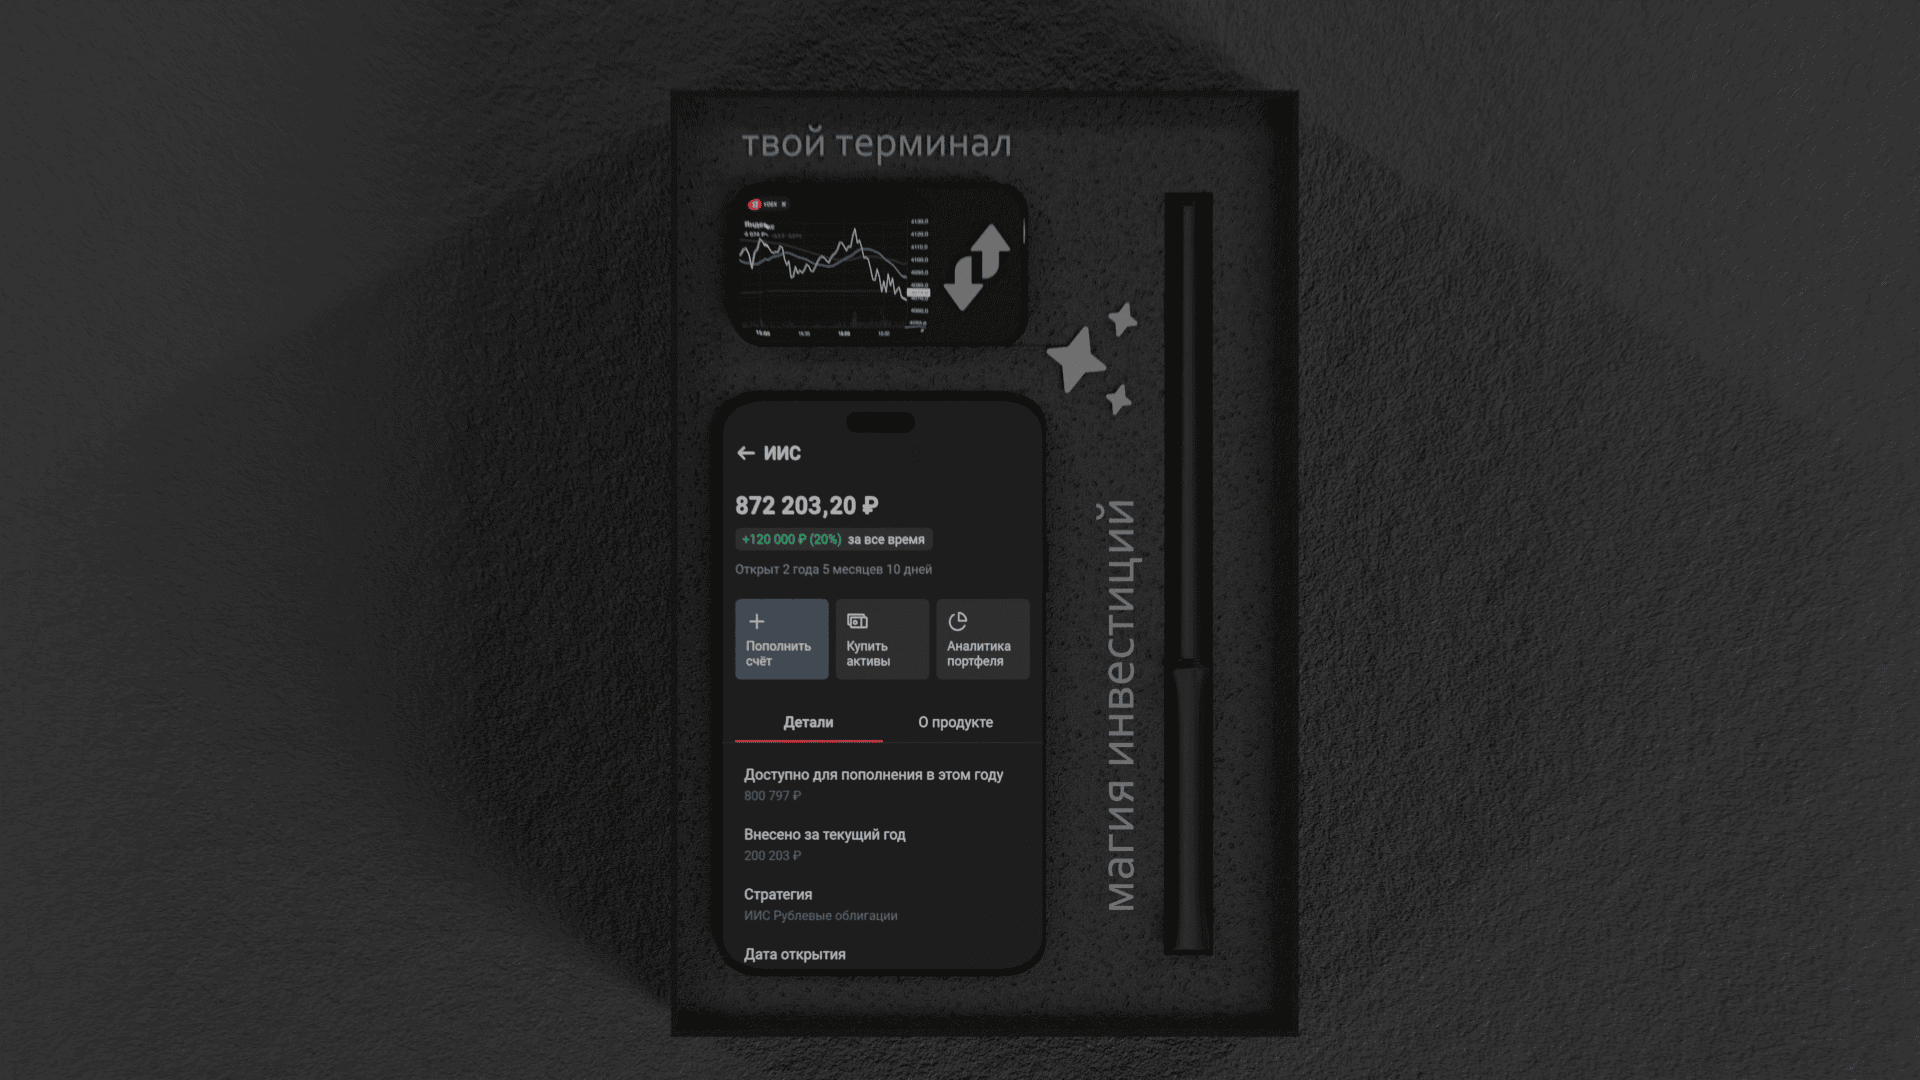 твой терминал
YDEX
Яндекс
ИИС
872 203,20 ₽
+120 000 ₽ (20%) за все время
Открыт 2 года 5 месяцев 10 дней
Пополнить
счёт
Купить
активы
Аналитика
портфеля
Детали
О продукте
Доступно для пополнения в этом году
800 797 ₽
Внесено за текущий год
200 203 ₽
Стратегия
ИИС Рублевые облигации
Дата открытия
магия инвестиций